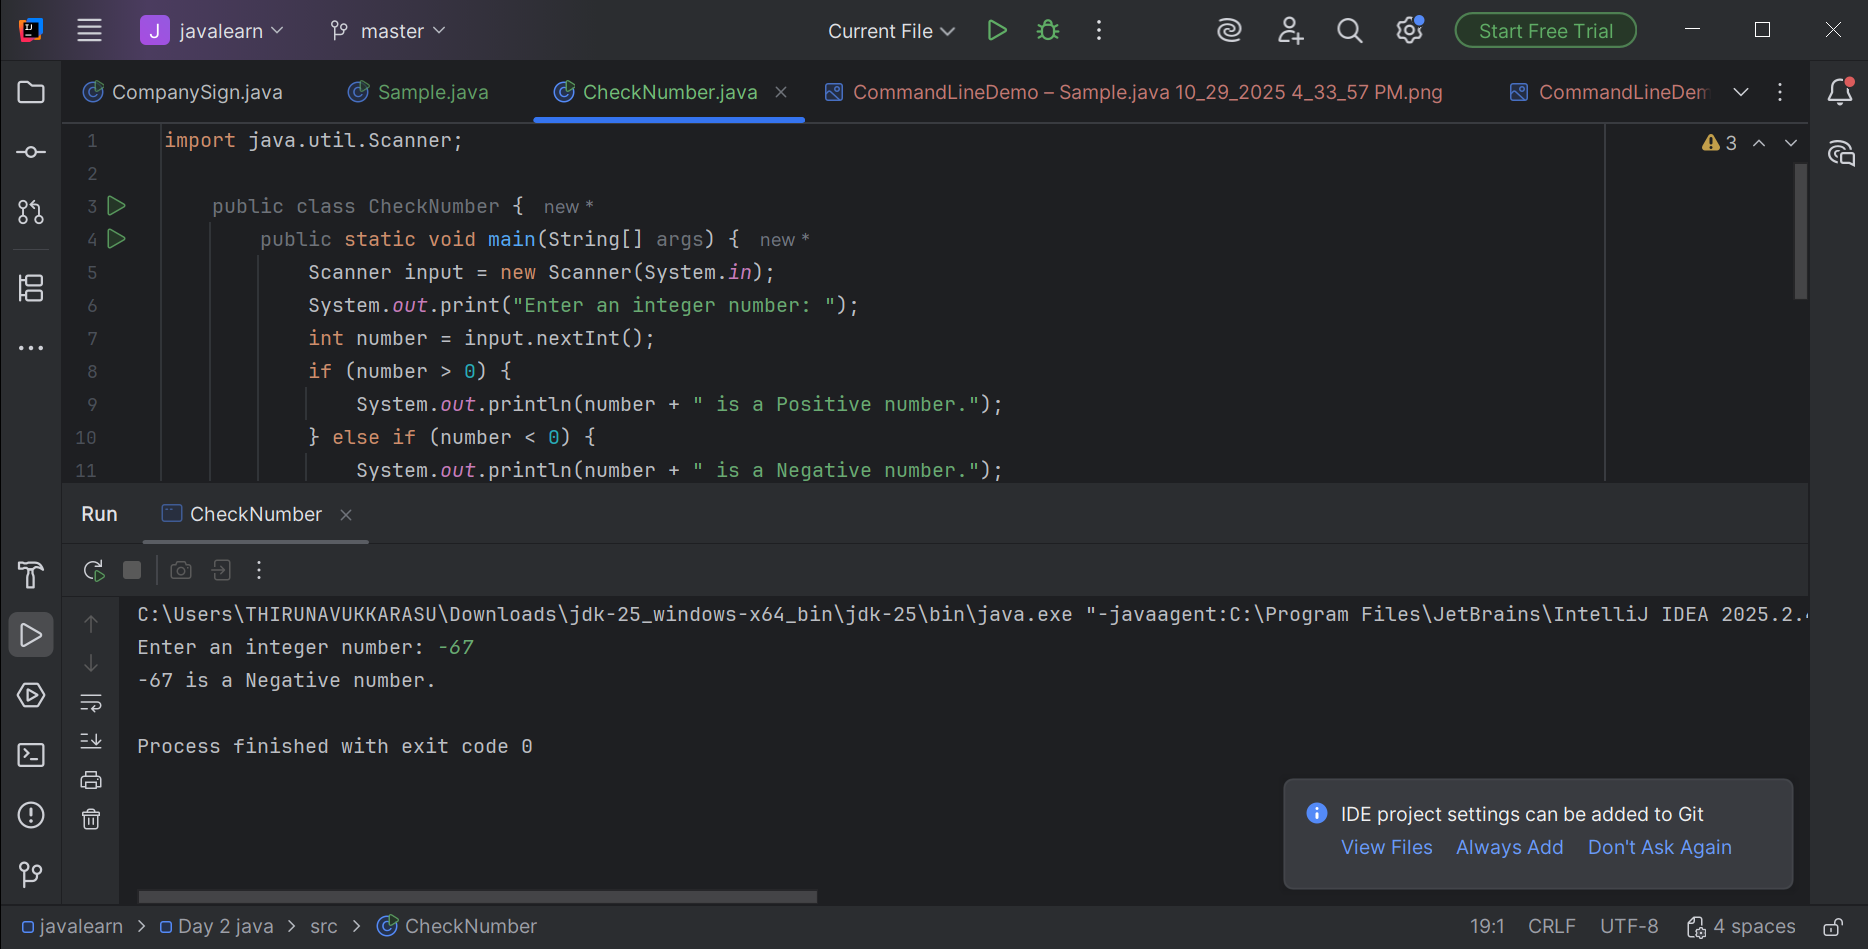 J javalearn master Current File Start Free Trial
CompanySign.java Sample.java CheckNumber.java CommandLineDemo – Sample.java 10_29_2025 4_33_57 PM.png CommandLineDem
1 import java.util.Scanner; 3
2
3 public class CheckNumber { new *
4 public static void main(String[] args) { new *
5 Scanner input = new Scanner(System.in);
6 System.out.print("Enter an integer number: ");
7 int number = input.nextInt();
8 if (number > 0) {
9 System.out.println(number + " is a Positive number.");
10 } else if (number < 0) {
11 System.out.println(number + " is a Negative number.");
Run CheckNumber
C:\Users\THIRUNAVUKKARASU\Downloads\jdk-25_windows-x64_bin\jdk-25\bin\java.exe "-javaagent:C:\Program Files\JetBrains\IntelliJ IDEA 2025.2.
Enter an integer number: -67
-67 is a Negative number.
Process finished with exit code 0
IDE project settings can be added to Git
View Files Always Add Don't Ask Again
javalearn > Day 2 java > src > CheckNumber 19:1 CRLF UTF-8 4 spaces